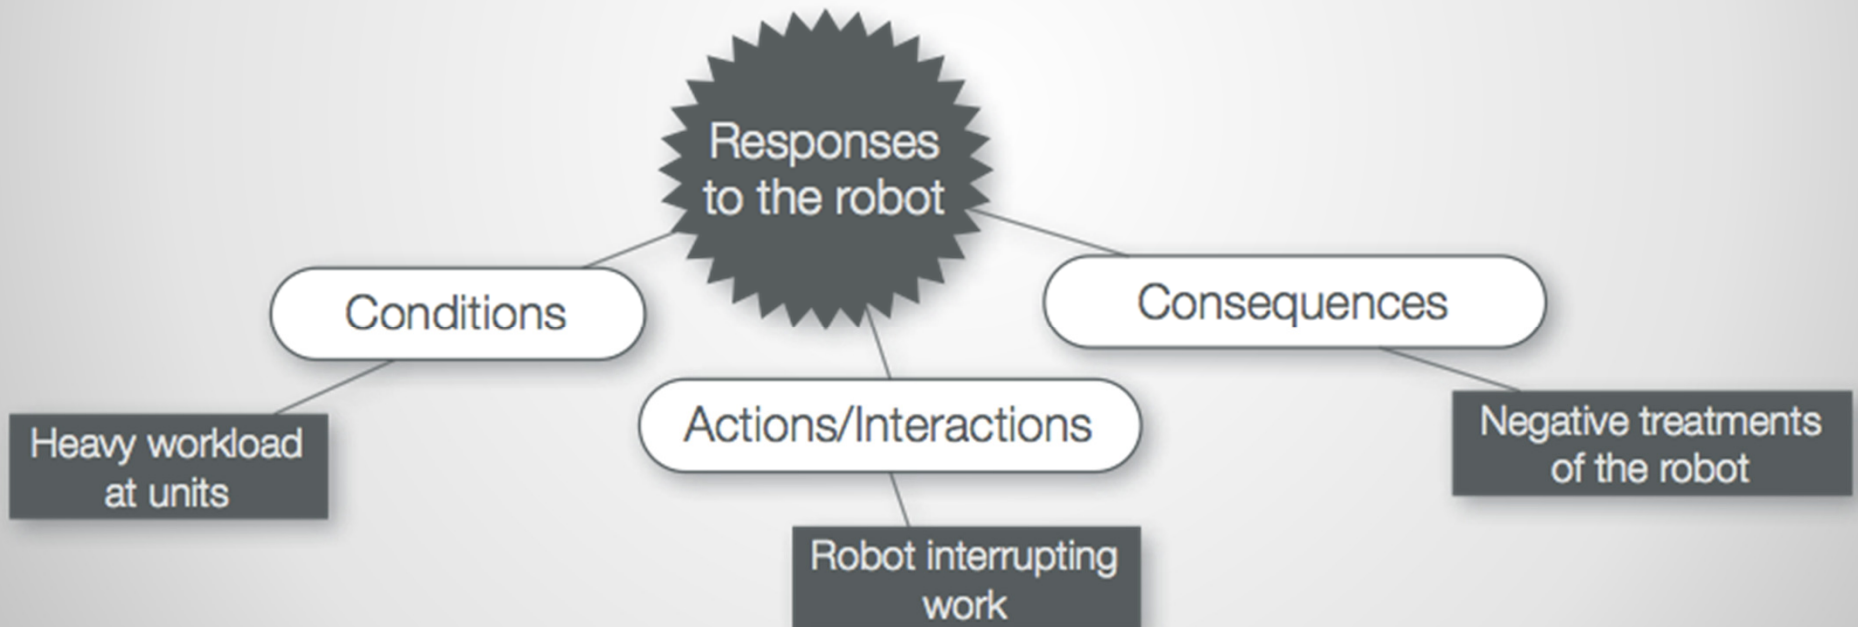 Responses
to the robot
Conditions
Consequences
Actions/Interactions
Heavy workload
at units
Negative treatments
of the robot
Robot interrupting
work